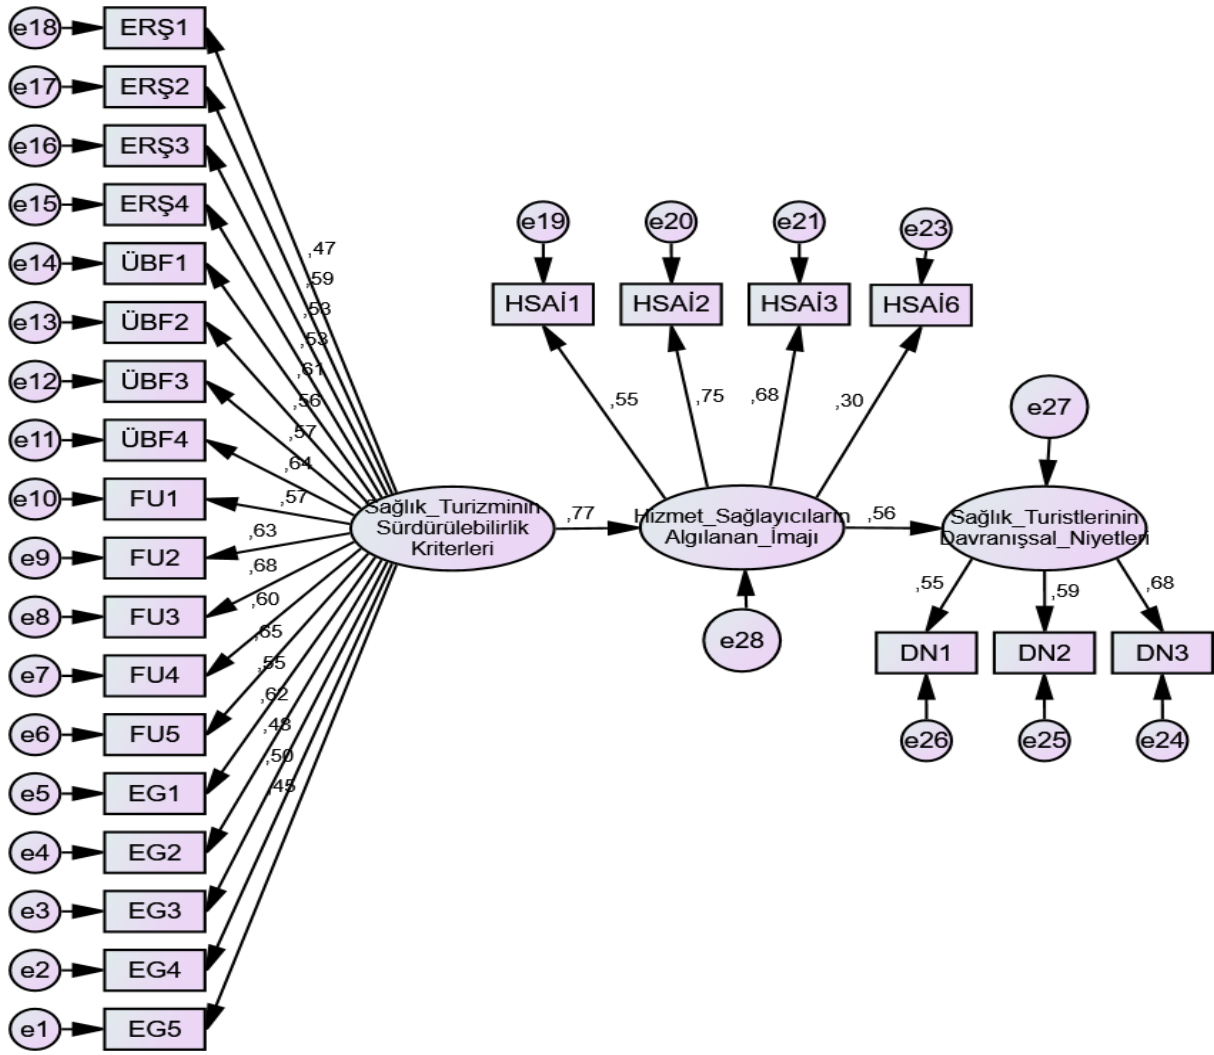 e18 ERŞ1
e17 ERŞ2
e16 ERŞ3
e15 ERŞ4
e14 ÜBF1
e13 ÜBF2
e12 ÜBF3
e11 ÜBF4
e10 FU1
e9 FU2
e8 FU3
e7 FU4
e6 FU5
e5 EG1
e4 EG2
e3 EG3
e2 EG4
e1 EG5
,47
,59
,53
,53
,61
,56
,57
,64
,57
,63
,68
,60
,65
,55
,62
,48
,50
,45
Sağlık_Turizminin
Sürdürülebilirlik
Kriterleri
,77
e19 e20 e21 e23
HSAİ1 HSAİ2 HSAİ3 HSAİ6
,55 ,75 ,68 ,30
Hizmet_Sağlayıcıların
Algılanan_İmajı
e28
,56
e27
Sağlık_Turistlerinin
Davranışsal_Niyetleri
,55 ,59 ,68
DN1 DN2 DN3
e26 e25 e24